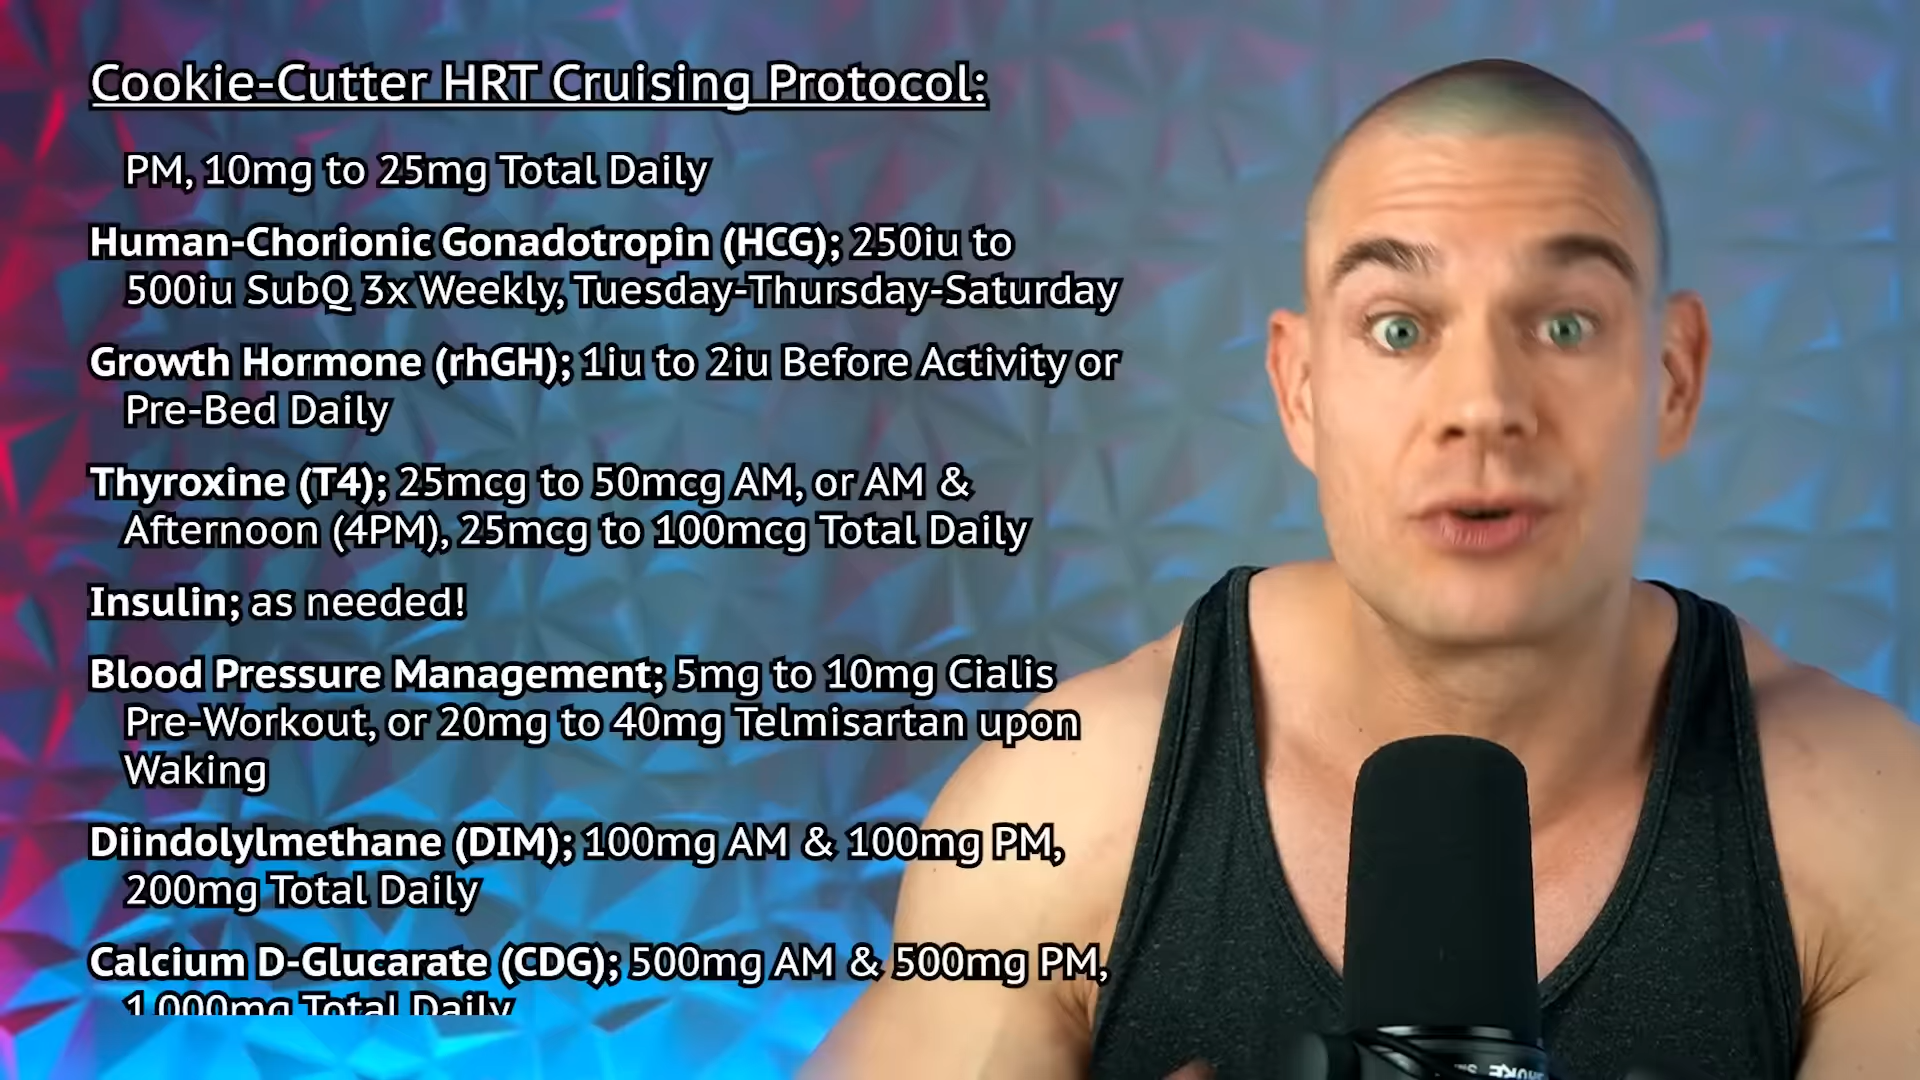 Cookie-Cutter HRT Cruising Protocol:
PM, 10mg to 25mg Total Daily
Human-Chorionic Gonadotropin (HCG); 250iu to
500iu SubQ 3x Weekly, Tuesday-Thursday-Saturday
Growth Hormone (rhGH); 1iu to 2iu Before Activity or
Pre-Bed Daily
Thyroxine (T4); 25mcg to 50mcg AM, or AM &
Afternoon (4PM), 25mcg to 100mcg Total Daily
Insulin; as needed!
Blood Pressure Management; 5mg to 10mg Cialis
Pre-Workout, or 20mg to 40mg Telmisartan upon
Waking
Diindolylmethane (DIM); 100mg AM & 100mg PM,
200mg Total Daily
Calcium D-Glucarate (CDG); 500mg AM & 500mg PM,
1,000mg Total Daily